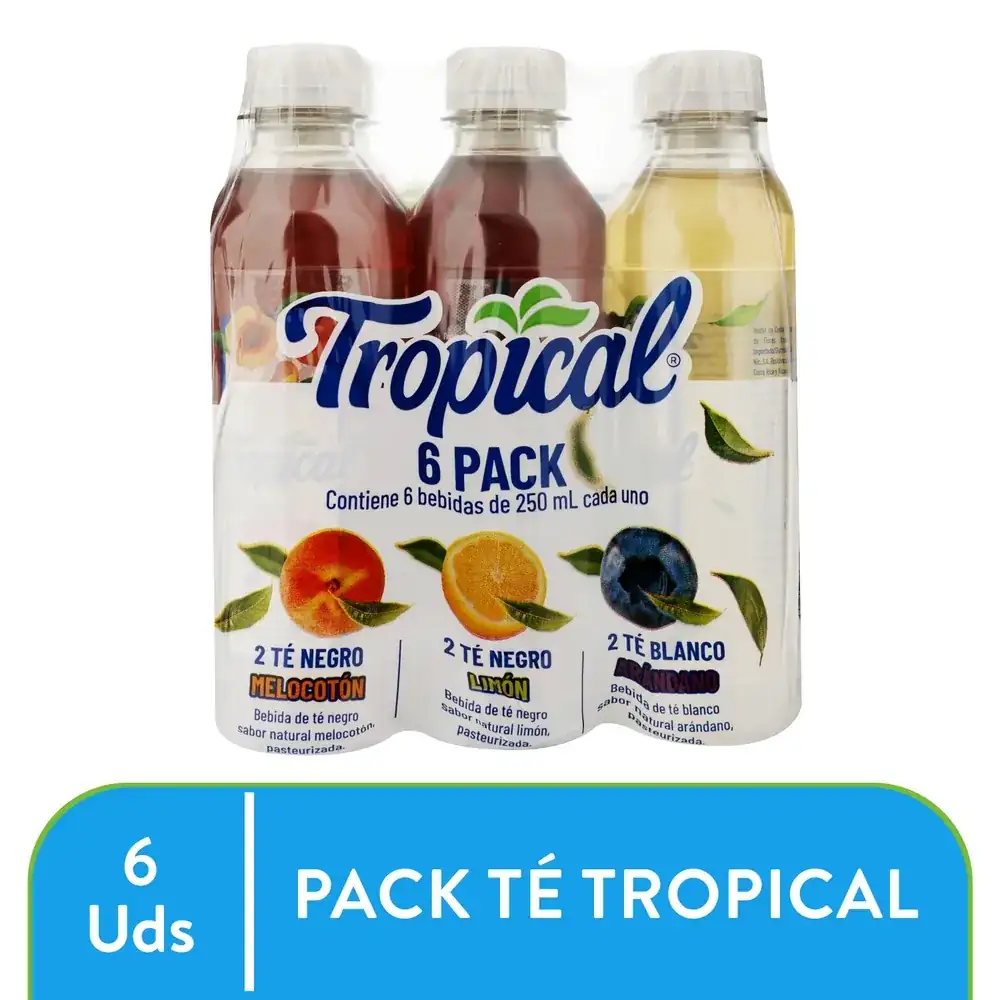 Tropical®
6 PACK
Contiene 6 bebidas de 250 mL cada uno
2 TÉ NEGRO
MELOCOTÓN
Bebida de té negro
sabor natural melocotón,
pasteurizada.
2 TÉ NEGRO
LIMÓN
Bebida de té negro
sabor natural limón,
pasteurizada.
2 TÉ BLANCO
ARÁNDANO
Bebida de té blanco
sabor natural arándano,
pasteurizada.
6
Uds
PACK TÉ TROPICAL